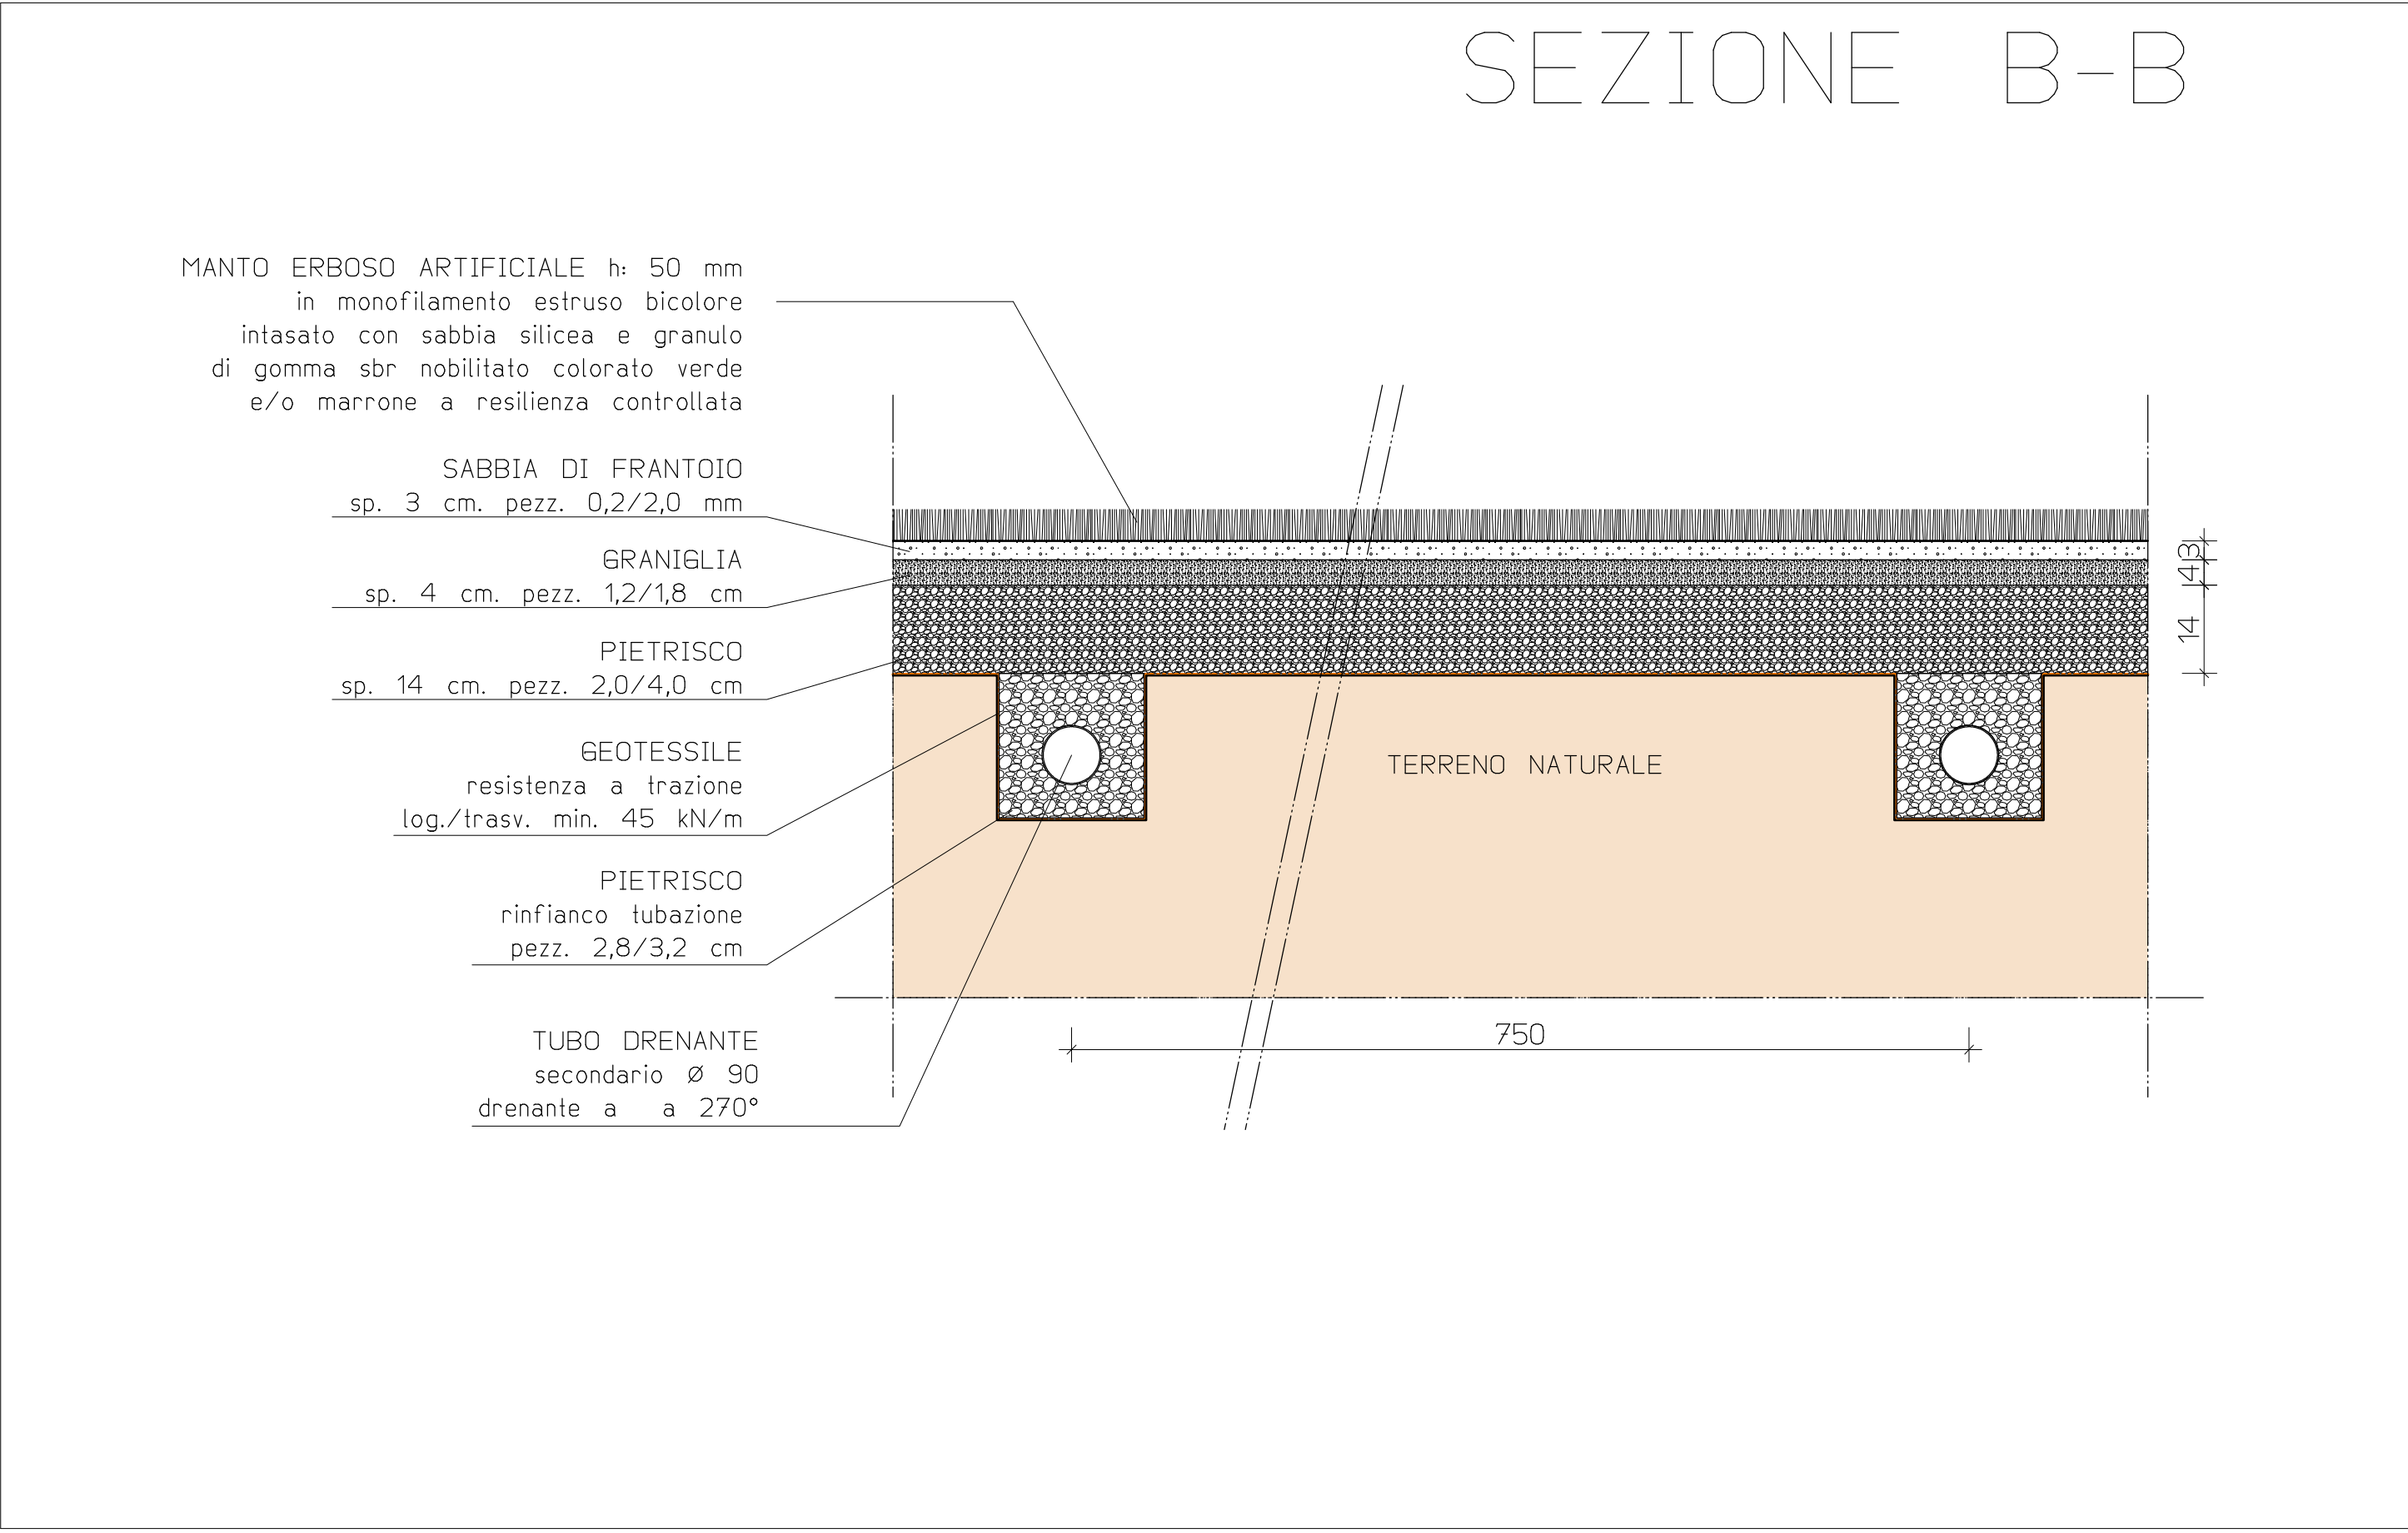 SEZIONE B-B
MANTO ERBOSO ARTIFICIALE h: 50 mm
in monofilamento estruso bicolore
intasato con sabbia silicea e granulo
di gomma sbr nobilitato colorato verde
e/o marrone a resilienza controllata
SABBIA DI FRANTOIO
sp. 3 cm. pezz. 0,2/2,0 mm
GRANIGLIA
sp. 4 cm. pezz. 1,2/1,8 cm
PIETRISCO
sp. 14 cm. pezz. 2,0/4,0 cm
GEOTESSILE
resistenza a trazione
log./trasv. min. 45 kN/m
PIETRISCO
rinfianco tubazione
pezz. 2,8/3,2 cm
TUBO DRENANTE
secondario Ø 90
drenante a a 270°
TERRENO NATURALE
3
4
14
750